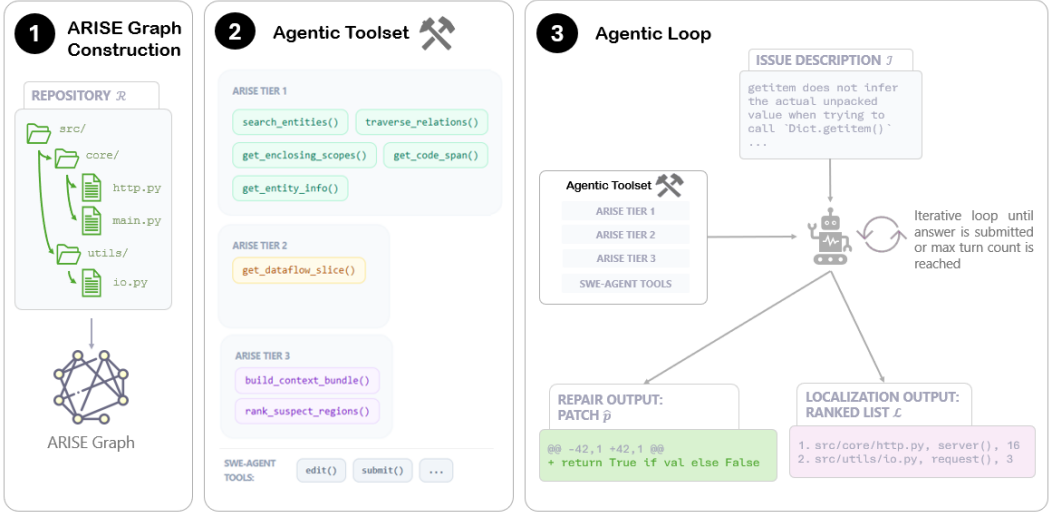 1 ARISE Graph
Construction
REPOSITORY ℛ
src/
core/
http.py
main.py
utils/
io.py
ARISE Graph
2 Agentic Toolset
ARISE TIER 1
search_entities() traverse_relations()
get_enclosing_scopes() get_code_span()
get_entity_info()
ARISE TIER 2
get_dataflow_slice()
ARISE TIER 3
build_context_bundle()
rank_suspect_regions()
SWE-AGENT
TOOLS: edit() submit() ...
3 Agentic Loop
ISSUE DESCRIPTION ℐ
getitem does not infer
the actual unpacked
value when trying to
call `Dict.getitem()`
...
Agentic Toolset
ARISE TIER 1
ARISE TIER 2
ARISE TIER 3
SWE-AGENT TOOLS
Iterative loop until
answer is submitted
or max turn count is
reached
REPAIR OUTPUT:
PATCH p̂
@@ -42,1 +42,1 @@
+ return True if val else False
LOCALIZATION OUTPUT:
RANKED LIST ℒ
1. src/core/http.py, server(), 16
2. src/utils/io.py, request(), 3